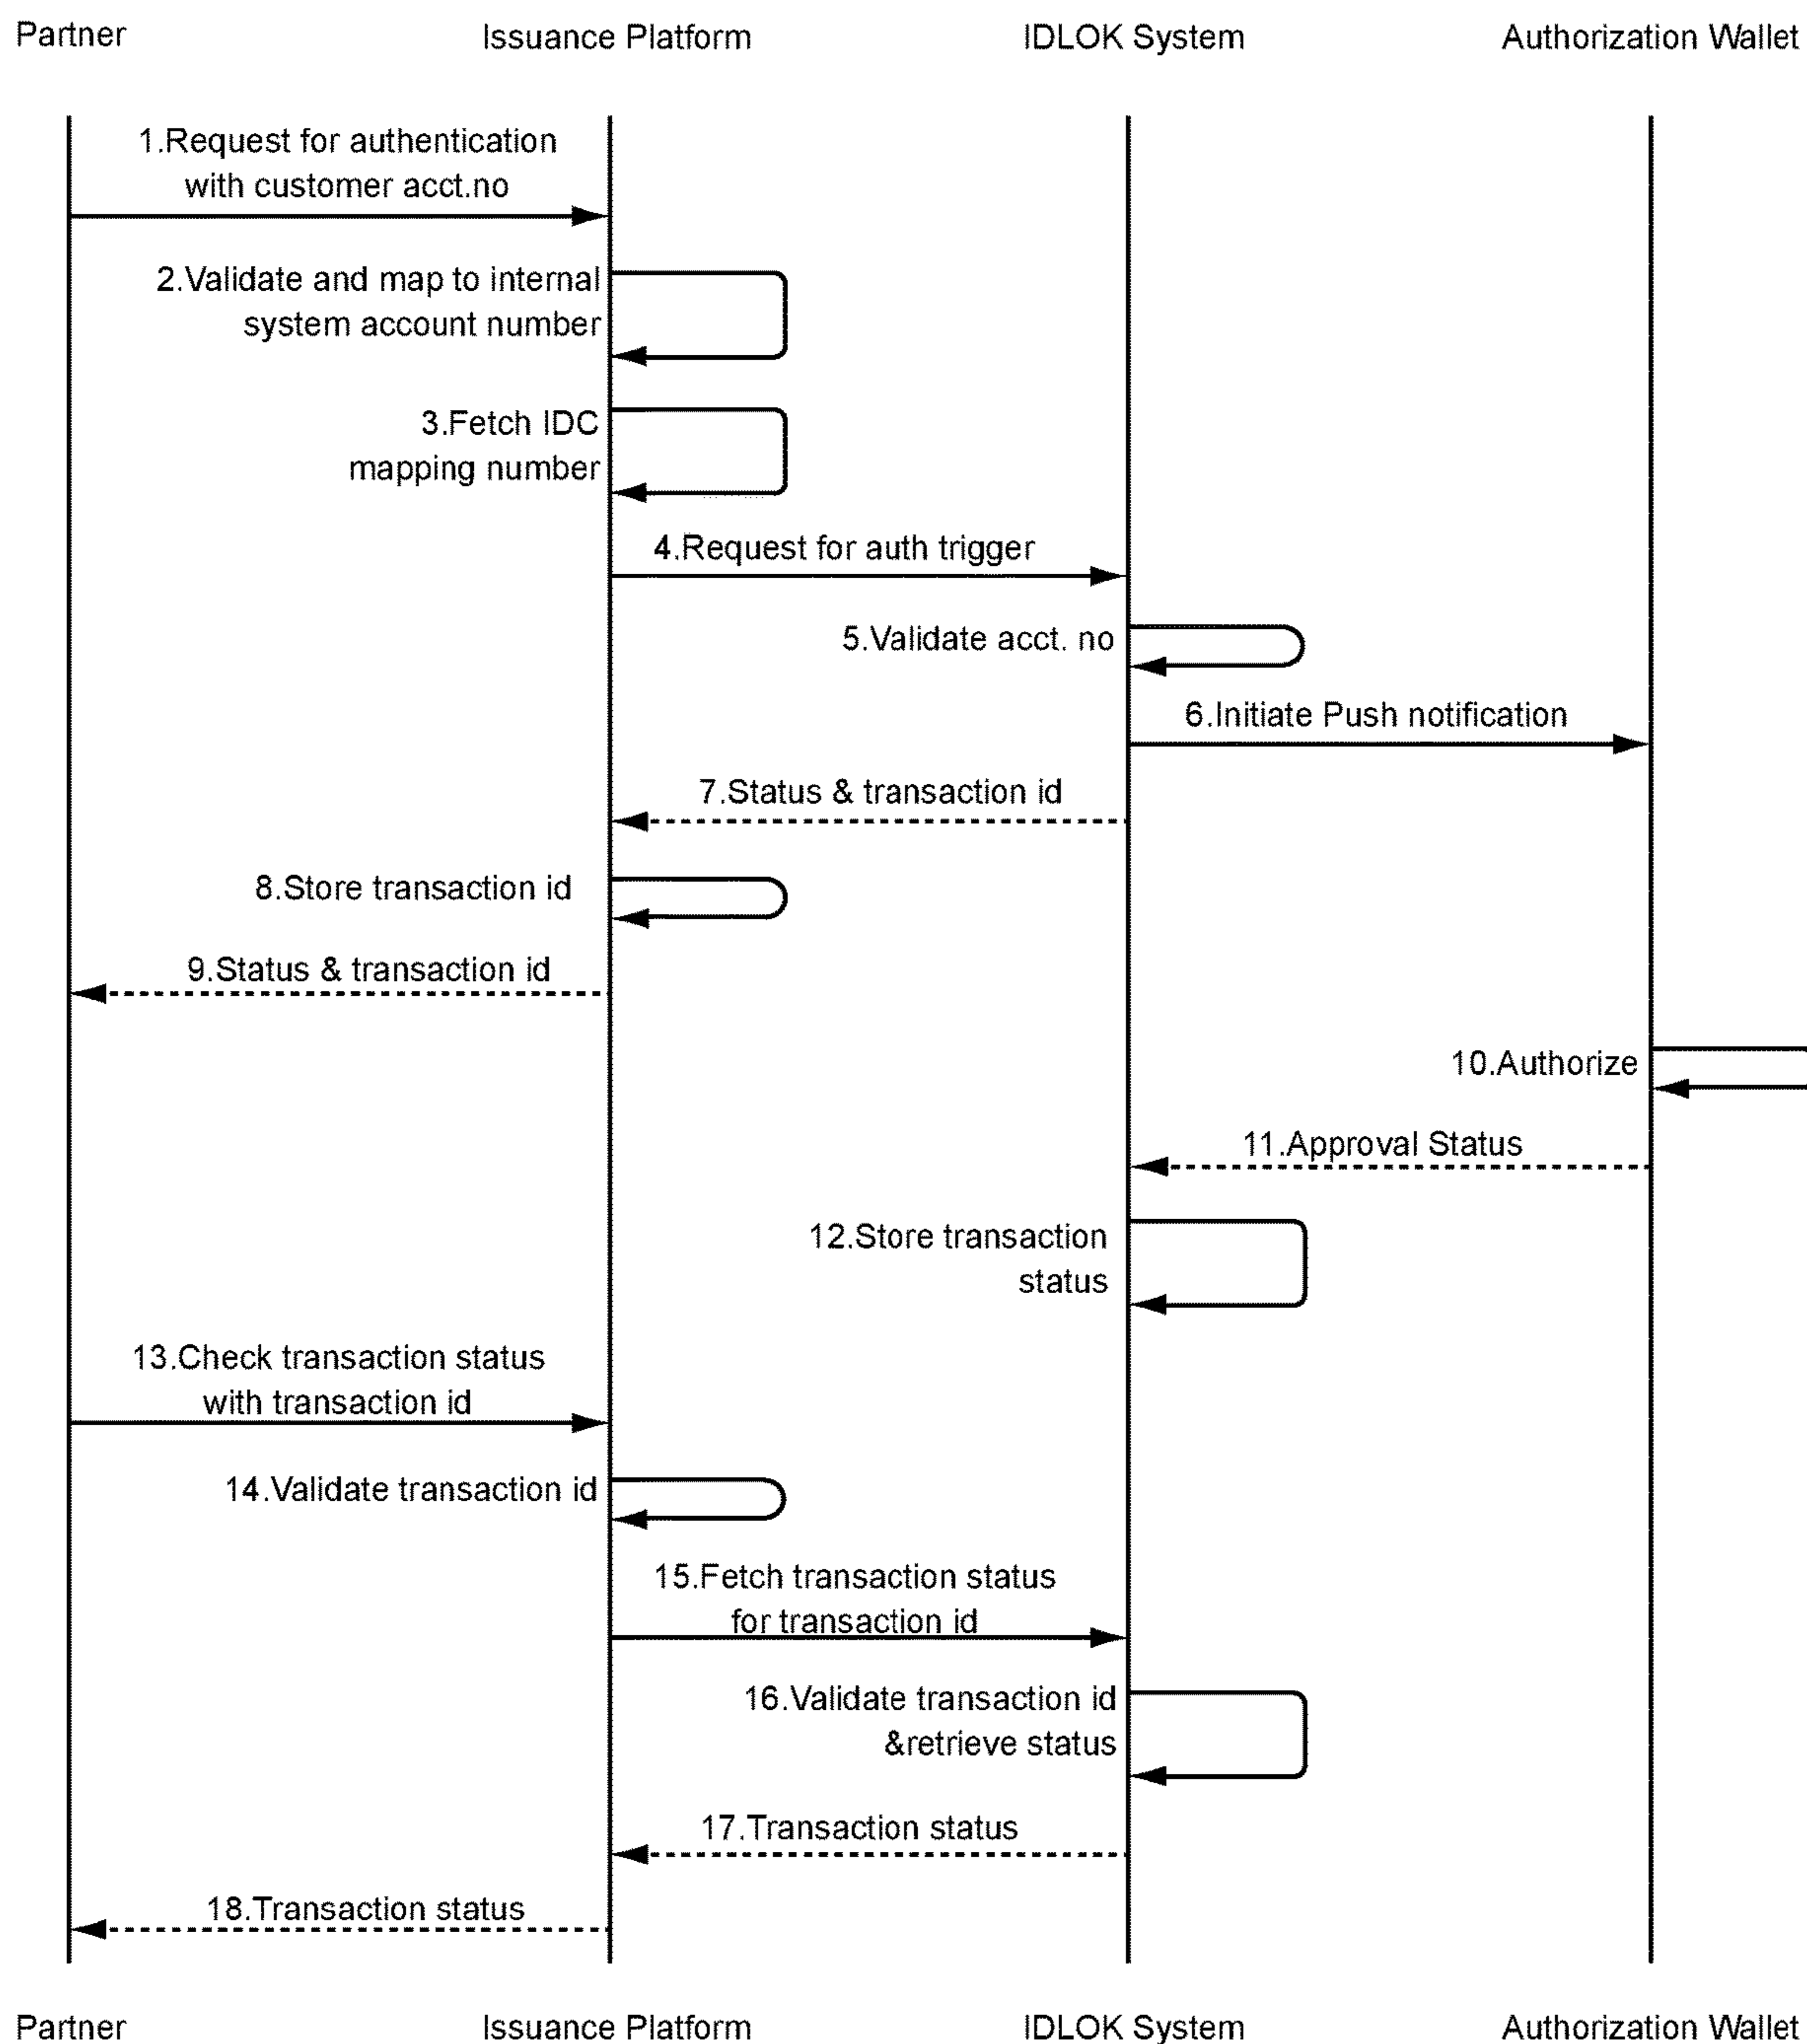 Partner
Issuance Platform
IDLOK System
Authorization Wallet
1.Request for authentication
with customer acct.no
2.Validate and map to internal
system account number
3.Fetch IDC
mapping number
4.Request for auth trigger
5.Validate acct. no
6.Initiate Push notification
7.Status & transaction id
8.Store transaction id
9.Status & transaction id
10.Authorize
11.Approval Status
12.Store transaction
status
13.Check transaction status
with transaction id
14.Validate transaction id
15.Fetch transaction status
for transaction id
16.Validate transaction id
&retrieve status
17.Transaction status
18.Transaction status
Partner
Issuance Platform
IDLOK System
Authorization Wallet